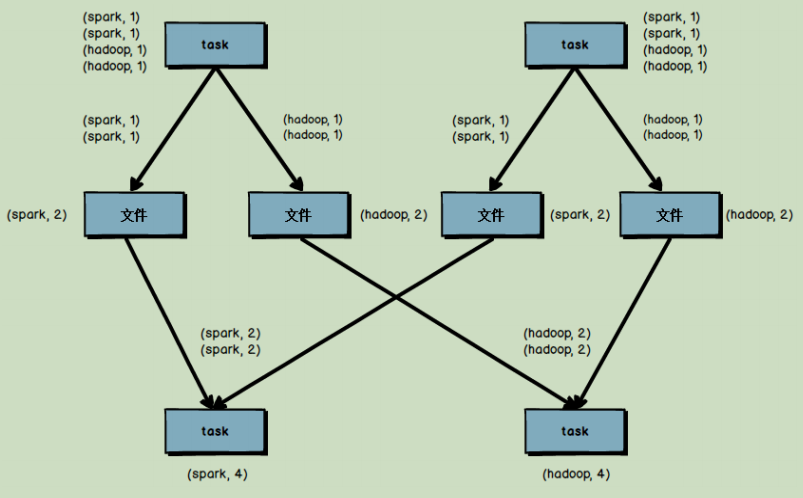 (spark, 1)
(spark, 1)
(hadoop, 1)
(hadoop, 1)
task
task
(spark, 1)
(spark, 1)
(hadoop, 1)
(hadoop, 1)
(spark, 1)
(spark, 1)
(hadoop, 1)
(hadoop, 1)
(spark, 1)
(spark, 1)
(hadoop, 1)
(hadoop, 1)
(spark, 2)
文件
文件
(hadoop, 2)
文件
(spark, 2)
文件
(hadoop, 2)
(spark, 2)
(spark, 2)
(hadoop, 2)
(hadoop, 2)
task
task
(spark, 4)
(hadoop, 4)